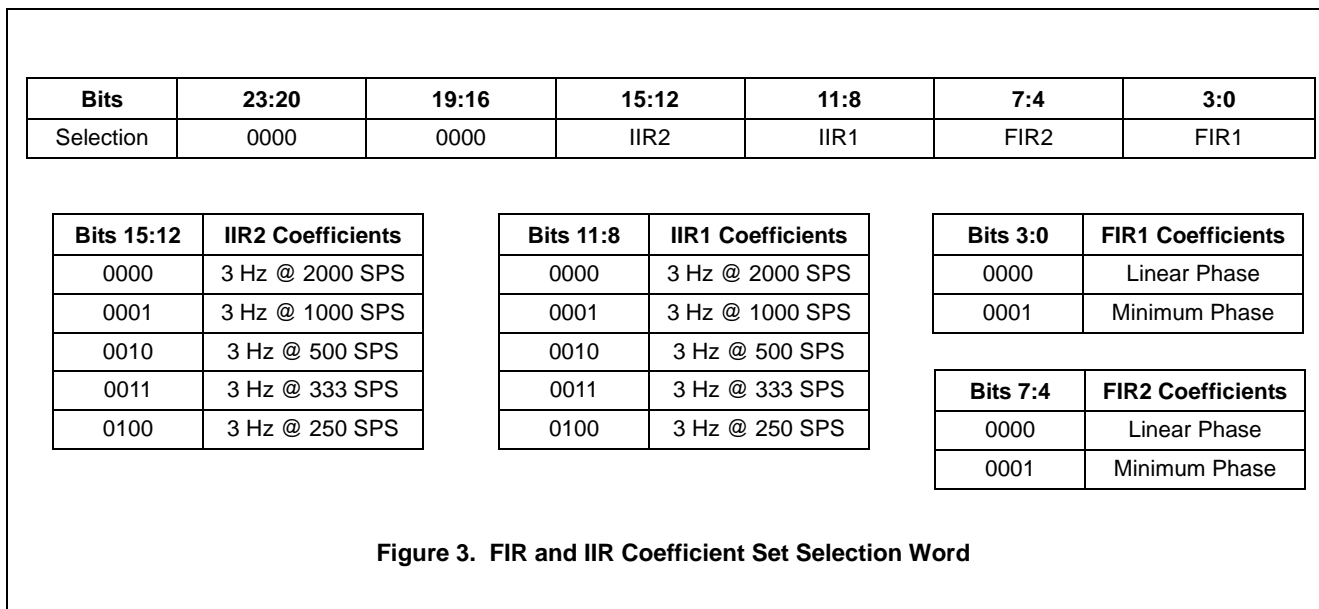 Bits 23:20 19:16 15:12 11:8 7:4 3:0
Selection 0000 0000 IIR2 IIR1 FIR2 FIR1
Bits 15:12 IIR2 Coefficients
0000 3 Hz @ 2000 SPS
0001 3 Hz @ 1000 SPS
0010 3 Hz @ 500 SPS
0011 3 Hz @ 333 SPS
0100 3 Hz @ 250 SPS
Bits 11:8 IIR1 Coefficients
0000 3 Hz @ 2000 SPS
0001 3 Hz @ 1000 SPS
0010 3 Hz @ 500 SPS
0011 3 Hz @ 333 SPS
0100 3 Hz @ 250 SPS
Bits 3:0 FIR1 Coefficients
0000 Linear Phase
0001 Minimum Phase
Bits 7:4 FIR2 Coefficients
0000 Linear Phase
0001 Minimum Phase
Figure 3. FIR and IIR Coefficient Set Selection Word